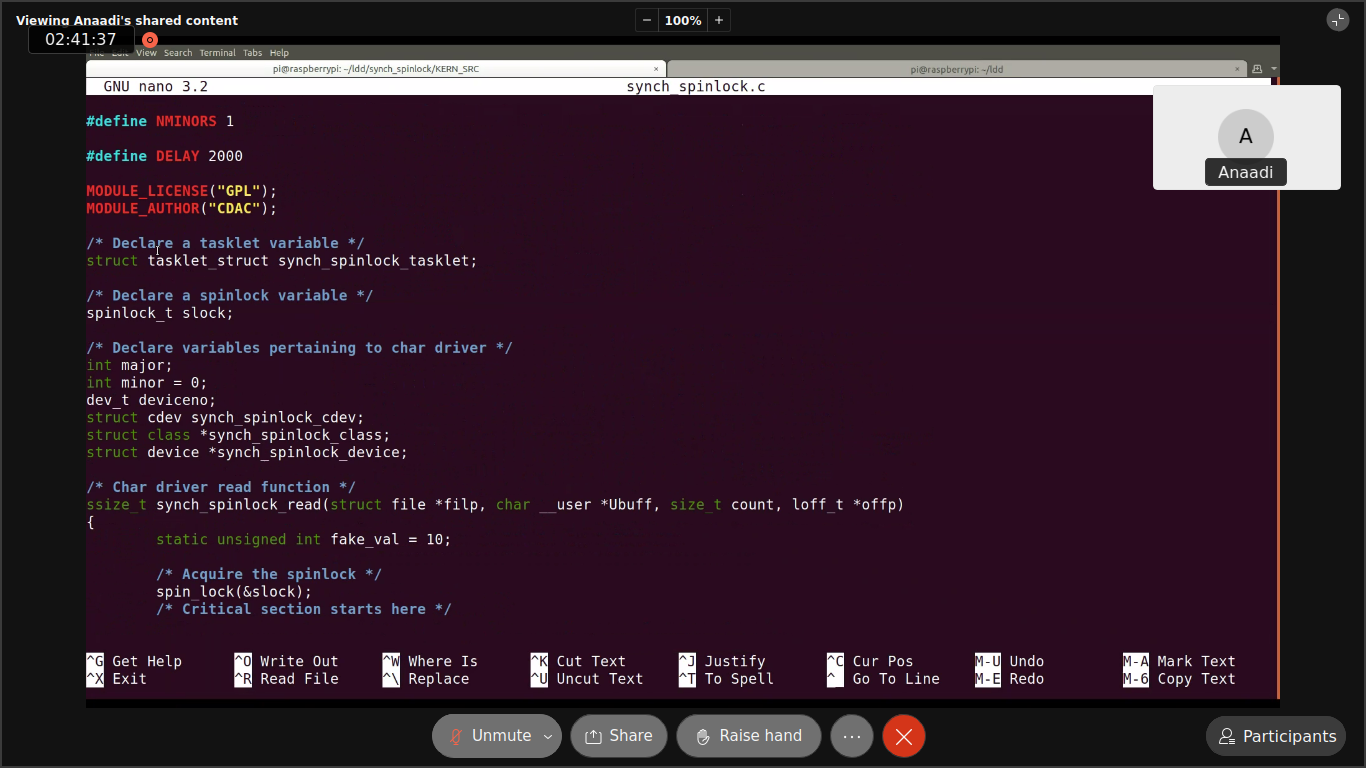 Viewing Anaadi's shared content
− 100% +
02:41:37
File Edit View Search Terminal Tabs Help
pi@raspberrypi: ~/ldd/synch_spinlock/KERN_SRC × pi@raspberrypi: ~/ldd ×
GNU nano 3.2 synch_spinlock.c
A
Anaadi
#define NMINORS 1
#define DELAY 2000
MODULE_LICENSE("GPL");
MODULE_AUTHOR("CDAC");
/* Declare a tasklet variable */
struct tasklet_struct synch_spinlock_tasklet;
/* Declare a spinlock variable */
spinlock_t slock;
/* Declare variables pertaining to char driver */
int major;
int minor = 0;
dev_t deviceno;
struct cdev synch_spinlock_cdev;
struct class *synch_spinlock_class;
struct device *synch_spinlock_device;
/* Char driver read function */
ssize_t synch_spinlock_read(struct file *filp, char __user *Ubuff, size_t count, loff_t *offp)
{
static unsigned int fake_val = 10;
/* Acquire the spinlock */
spin_lock(&slock);
/* Critical section starts here */
^G Get Help ^O Write Out ^W Where Is ^K Cut Text ^J Justify ^C Cur Pos M-U Undo M-A Mark Text
^X Exit ^R Read File ^\ Replace ^U Uncut Text ^T To Spell ^_ Go To Line M-E Redo M-6 Copy Text
Unmute Share Raise hand ... Participants